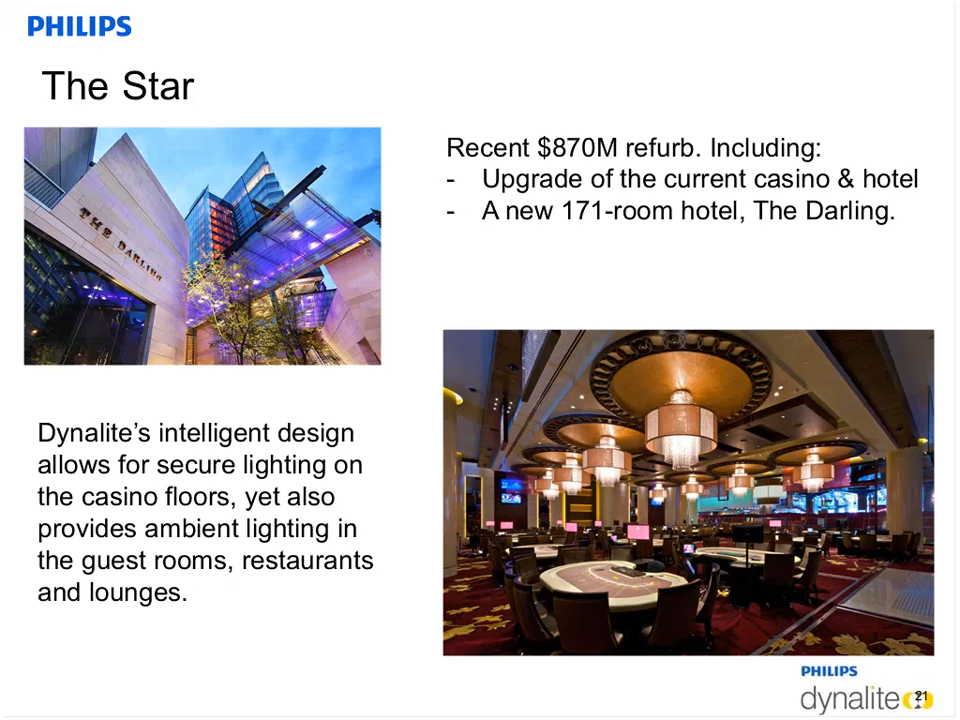 PHILIPS
The Star
THE DARLING
Recent $870M refurb. Including:
- Upgrade of the current casino & hotel
- A new 171-room hotel, The Darling.
Dynalite’s intelligent design
allows for secure lighting on
the casino floors, yet also
provides ambient lighting in
the guest rooms, restaurants
and lounges.
PHILIPS
dynalite
21